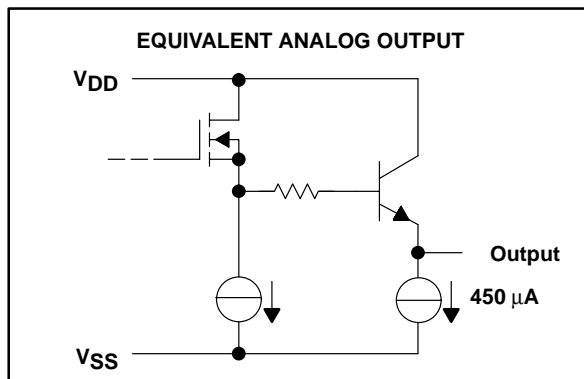 EQUIVALENT ANALOG OUTPUT
VDD
Output
450 μA
VSS